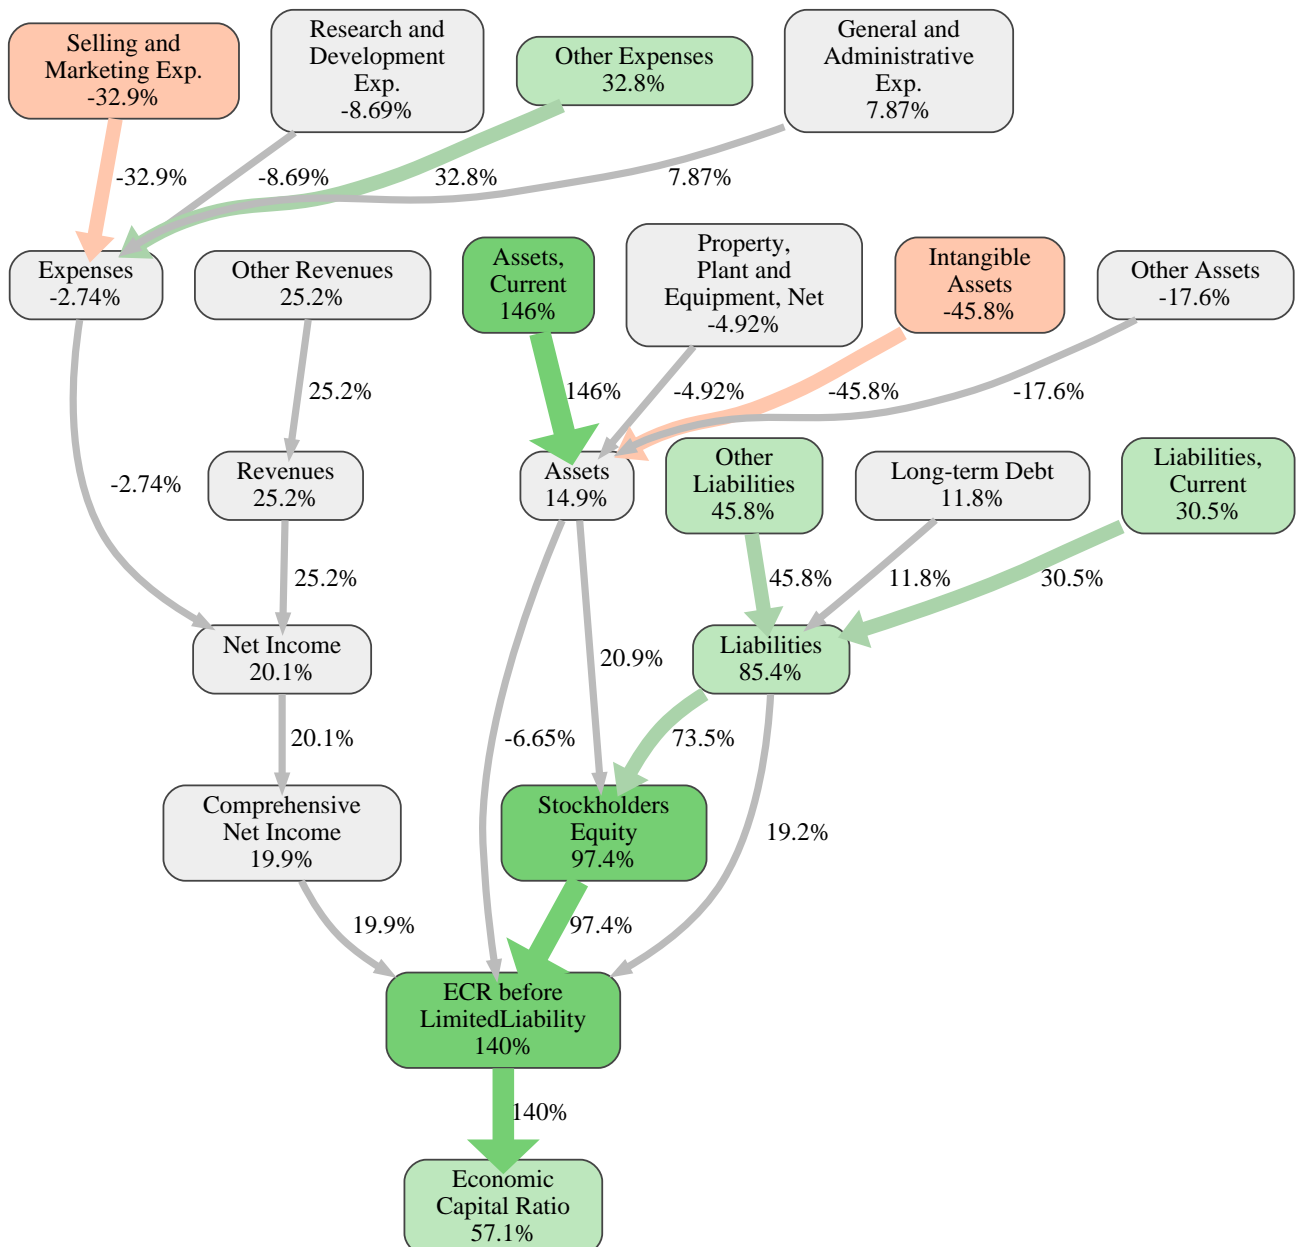 Selling and
Marketing Exp.
-32.9%
Research and
Development
Exp.
-8.69%
Other Expenses
32.8%
General and
Administrative
Exp.
7.87%
-32.9%
-8.69%
32.8%
7.87%
Expenses
-2.74%
Other Revenues
25.2%
Assets,
Current
146%
Property,
Plant and
Equipment, Net
-4.92%
Intangible
Assets
-45.8%
Other Assets
-17.6%
25.2%
146%
-4.92%
-45.8%
-17.6%
-2.74%
Revenues
25.2%
Assets
14.9%
Other
Liabilities
45.8%
Long-term Debt
11.8%
Liabilities,
Current
30.5%
25.2%
45.8%
11.8%
30.5%
Net Income
20.1%
20.9%
Liabilities
85.4%
20.1%
-6.65%
73.5%
Comprehensive
Net Income
19.9%
Stockholders
Equity
97.4%
19.2%
19.9%
97.4%
ECR before
LimitedLiability
140%
140%
Economic
Capital Ratio
57.1%